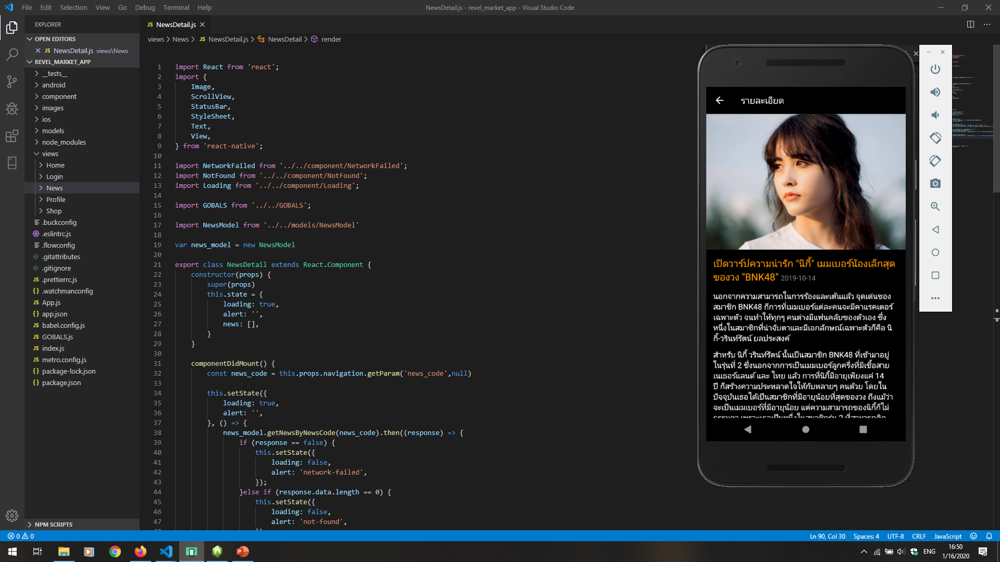 File Edit Selection View Go Debug Terminal Help
NewsDetail.js - revel_market_app - Visual Studio Code
EXPLORER
OPEN EDITORS
JS NewsDetail.js views\News
REVEL_MARKET_APP
__tests__
android
component
images
ios
models
node_modules
views
Home
Login
News
Profile
Shop
.buckconfig
.eslintrc.js
.flowconfig
.gitattributes
.gitignore
JS .prettierrc.js
{} .watchmanconfig
JS App.js
{} app.json
JS babel.config.js
JS GOBALS.js
JS index.js
JS metro.config.js
{} package-lock.json
{} package.json
NPM SCRIPTS
JS NewsDetail.js
views > News > JS NewsDetail.js > NewsDetail > render
1 import React from 'react';
2 import {
3 Image,
4 ScrollView,
5 StatusBar,
6 StyleSheet,
7 Text,
8 View,
9 } from 'react-native';
10
11 import NetworkFailed from '../../component/NetworkFailed';
12 import NotFound from '../../component/NotFound';
13 import Loading from '../../component/Loading';
14
15 import GOBALS from '../../GOBALS';
16
17 import NewsModel from '../../models/NewsModel'
18
19 var news_model = new NewsModel
20
21 export class NewsDetail extends React.Component {
22 constructor(props) {
23 super(props)
24 this.state = {
25 loading: true,
26 alert: '',
27 news: [],
28 }
29 }
30
31 componentDidMount() {
32 const news_code = this.props.navigation.getParam('news_code',null)
33
34 this.setState({
35 loading: true,
36 alert: '',
37 }, () => {
38 news_model.getNewsByNewsCode(news_code).then((response) => {
39 if (response == false) {
40 this.setState({
41 loading: false,
42 alert: 'network-failed',
43 });
44 }else if (response.data.length == 0) {
45 this.setState({
46 loading: false,
47 alert: 'not-found',
รายละเอียด
เปิดวาร์ปความน่ารัก "นิกี้" เมมเบอร์น้องเล็กสุด
ของวง "BNK48" 2019-10-14
นอกจากความสามารถในการร้องและเต้นแล้ว จุดเด่นของ
สมาชิก BNK48 ก็การที่เมมเบอร์แต่ละคนจะมีคาแรคเตอร์
เฉพาะตัว จนทำให้ทุกๆ คนต่างมีแฟนคลับของตัวเอง ซึ่ง
หนึ่งในสมาชิกที่น่าจับตาและมีเอกลักษณ์เฉพาะตัวก็คือ นิ
กี้-วรินท์รัตน์ ยลประสงค์
สำหรับ นิกี้ วรินท์รัตน์ นั้นเป็นสมาชิก BNK48 ที่เข้ามาอยู่
ในรุ่นที่ 2 ซึ่งนอกจากการเป็นเมมเบอร์ลูกครึ่งที่มีเชื้อสาย
เนเธอร์แลนด์ และ ไทย แล้ว การที่นิกี้มีอายุเพียงแค่ 14
ปี ก็สร้างความประหลาดใจให้กับหลายๆ คนด้วย โดยใน
ปัจจุบันเธอได้เป็นสมาชิกที่มีอายุน้อยที่สุดของวง ถึงแม้ว่า
จะเป็นเมมเบอร์ที่มีอายุน้อย แต่ความสามารถของนิกี้ก็ไม่
0 0
Ln 90, Col 30 Spaces: 4 UTF-8 CRLF JavaScript
ENG
16:50
1/16/2020